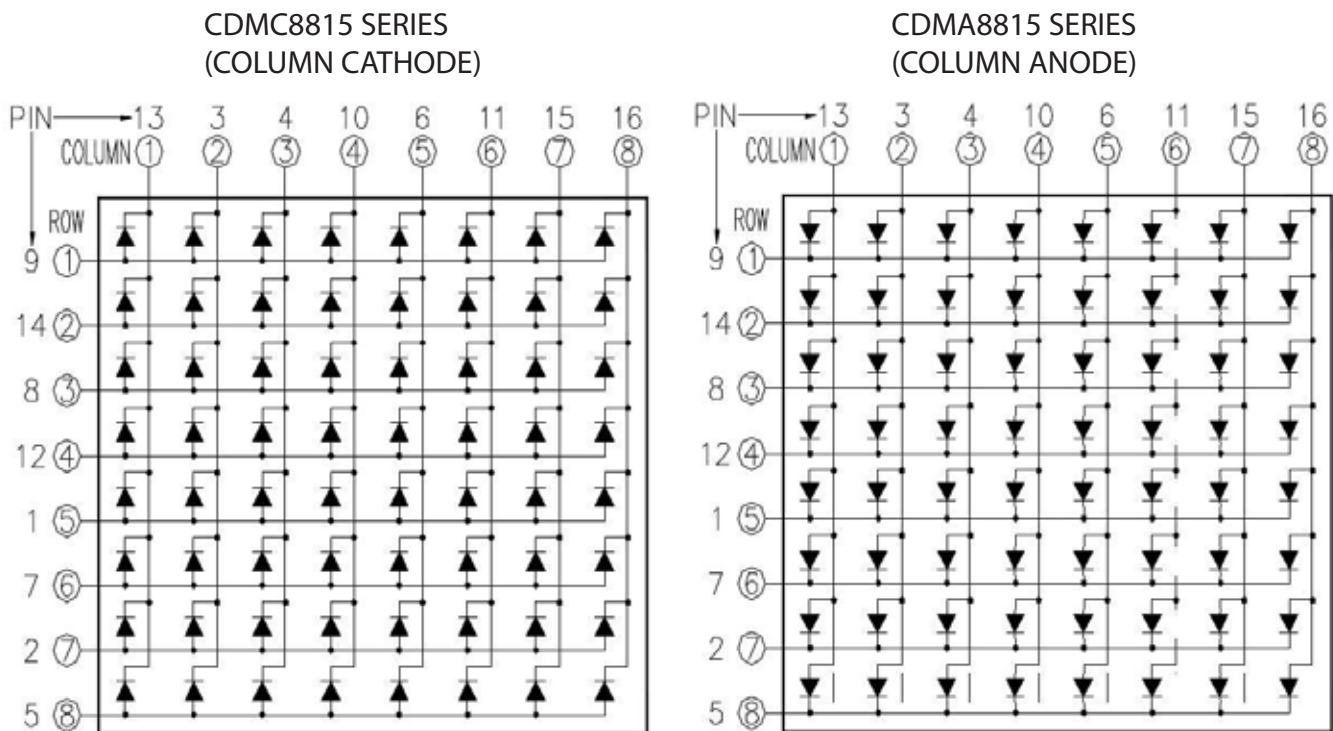 CDMC8815 SERIES
(COLUMN CATHODE)
PIN 13 3 4 10 6 11 15 16
COLUMN 1 2 3 4 5 6 7 8
ROW
9 1
14 2
8 3
12 4
1 5
7 6
2 7
5 8
CDMA8815 SERIES
(COLUMN ANODE)
PIN 13 3 4 10 6 11 15 16
COLUMN 1 2 3 4 5 6 7 8
ROW
9 1
14 2
8 3
12 4
1 5
7 6
2 7
5 8